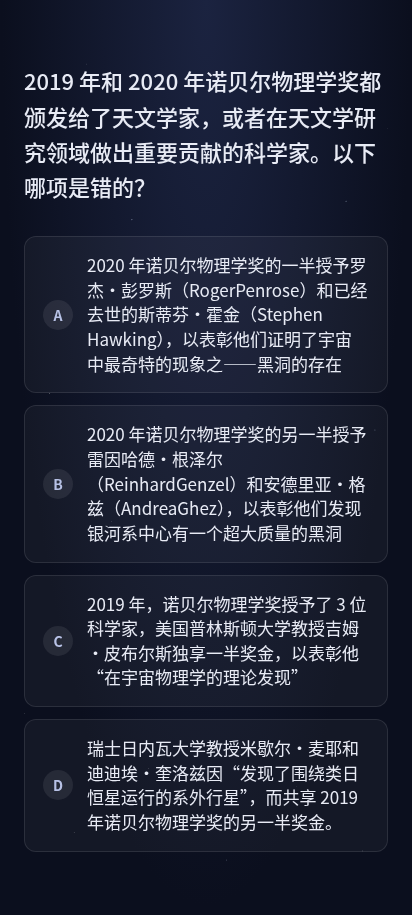 2019 年和 2020 年诺贝尔物理学奖都
颁发给了天文学家，或者在天文学研
究领域做出重要贡献的科学家。以下
哪项是错的？
A
2020 年诺贝尔物理学奖的一半授予罗
杰・彭罗斯（RogerPenrose）和已经
去世的斯蒂芬・霍金（Stephen
Hawking），以表彰他们证明了宇宙
中最奇特的现象之一——黑洞的存在
B
2020 年诺贝尔物理学奖的另一半授予
雷因哈德・根泽尔
（ReinhardGenzel）和安德里亚・格
兹（AndreaGhez），以表彰他们发现
银河系中心有一个超大质量的黑洞
C
2019 年，诺贝尔物理学奖授予了 3 位
科学家，美国普林斯顿大学教授吉姆
・皮布尔斯独享一半奖金，以表彰他
“在宇宙物理学的理论发现”
D
瑞士日内瓦大学教授米歇尔・麦耶和
迪迪埃・奎洛兹因“发现了围绕类日
恒星运行的系外行星”，而共享 2019
年诺贝尔物理学奖的另一半奖金。